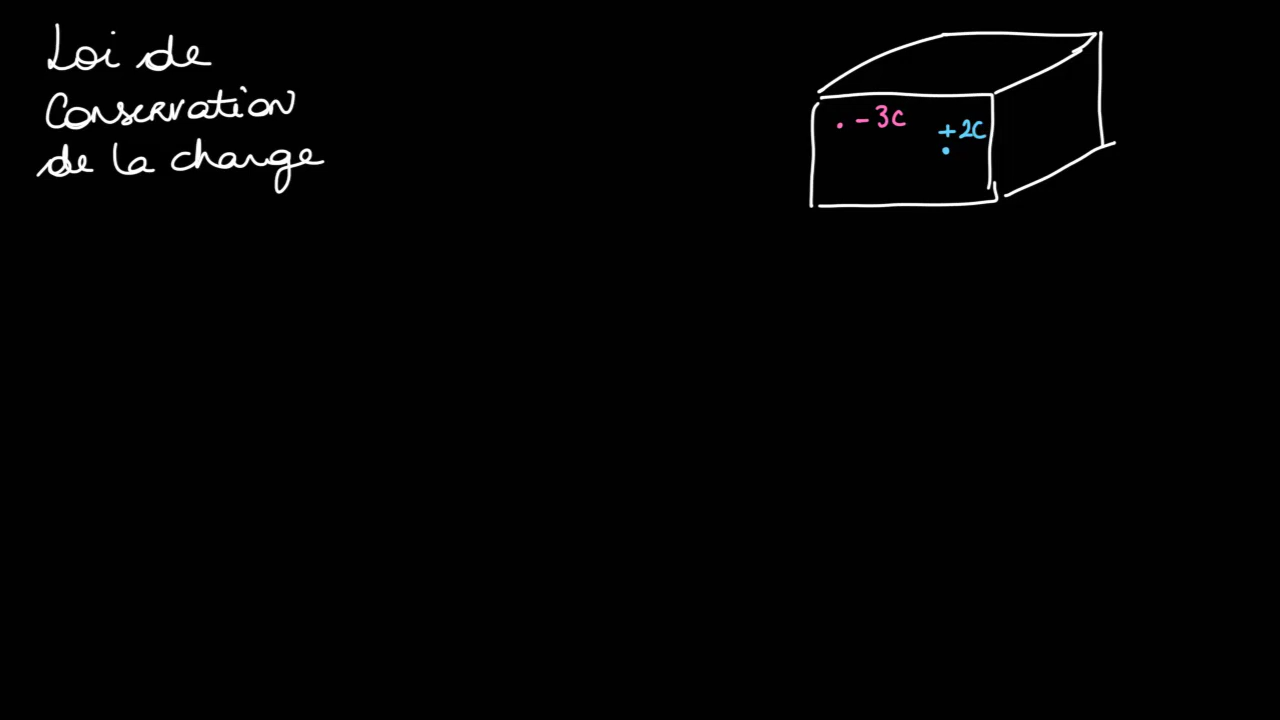 Loi de
Conservation
de la charge
- 3C
+2C